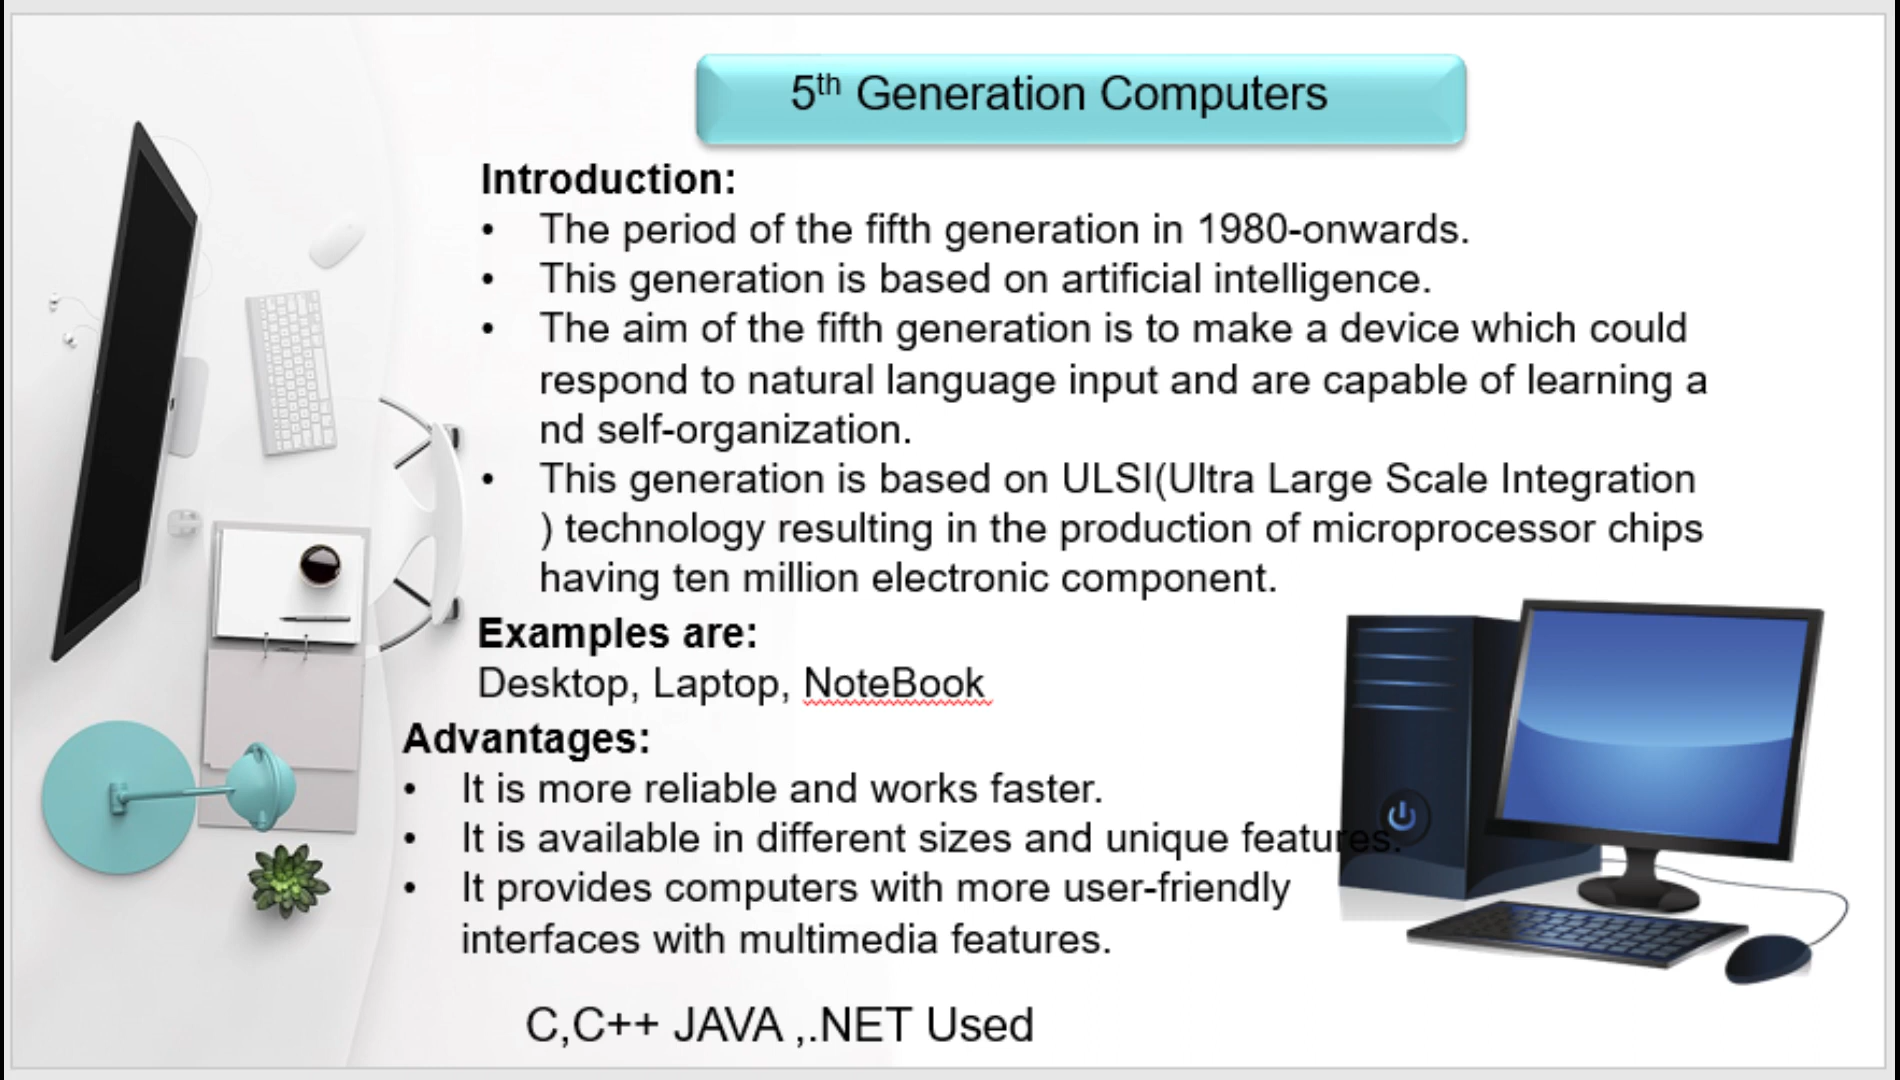 5th Generation Computers
Introduction:
• The period of the fifth generation in 1980-onwards.
• This generation is based on artificial intelligence.
• The aim of the fifth generation is to make a device which could
respond to natural language input and are capable of learning a
nd self-organization.
• This generation is based on ULSI(Ultra Large Scale Integration
) technology resulting in the production of microprocessor chips
having ten million electronic component.
Examples are:
Desktop, Laptop, NoteBook
Advantages:
• It is more reliable and works faster.
• It is available in different sizes and unique features.
• It provides computers with more user-friendly
interfaces with multimedia features.
C,C++ JAVA ,.NET Used